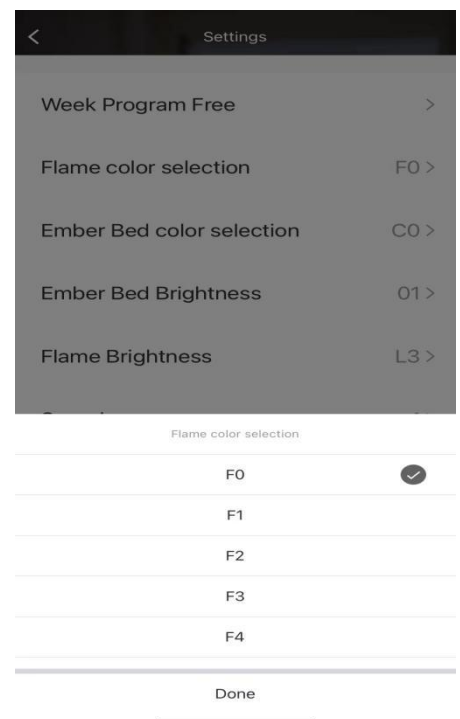 Settings
Week Program Free >
Flame color selection F0 >
Ember Bed color selection C0 >
Ember Bed Brightness 01 >
Flame Brightness L3 >
Flame color selection
F0
F1
F2
F3
F4
Done